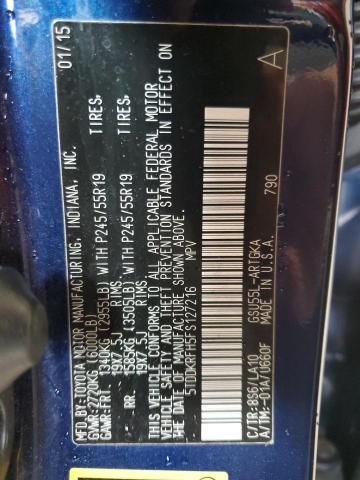 MFD.BY:TOYOTA MOTOR MANUFACTURING, INDIANA, INC. 01/15
GVWR-2720KG (6000LB)
GAWR-FRT 1340KG (2955LB) WITH P245/55R19 TIRES,
19X7.5J RIMS
RR. 1585KG (3505LB) WITH P245/55R19 TIRES,
19X7.5J RIMS
THIS VEHICLE CONFORMS TO ALL APPLICABLE FEDERAL MOTOR
VEHICLE SAFETY AND THEFT PREVENTION STANDARDS IN EFFECT ON
THE DATE OF MANUFACTURE SHOWN ABOVE.
5TDDKRFH5FS127216 MPV A
790
C/TR:8S6/LA10 GSU55L-ARTGKA
A/TM:-01A/U660F MADE IN U.S.A.